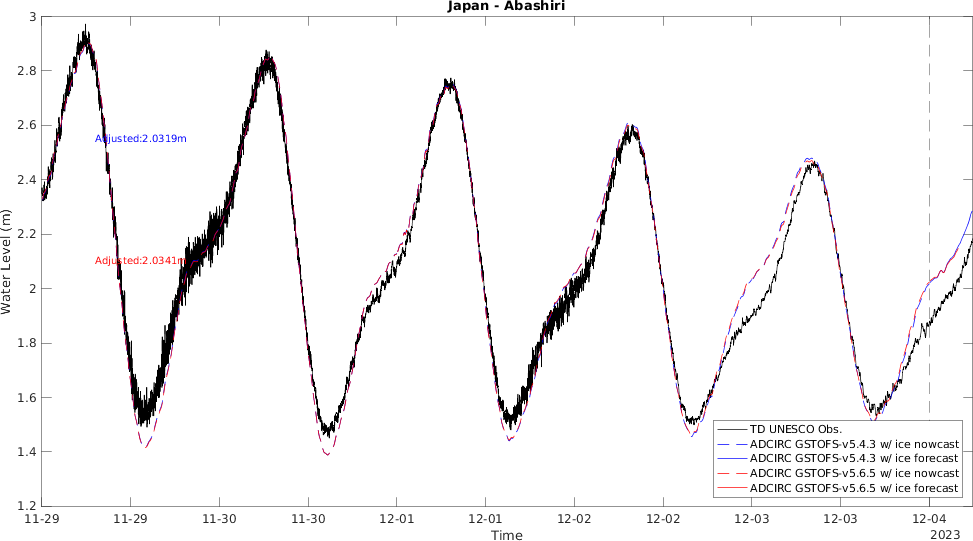 Japan - Abashiri
Water Level (m)
3
2.8
2.6
2.4
2.2
2
1.8
1.6
1.4
1.2
Adjusted:2.0319m
Adjusted:2.0341m
TD UNESCO Obs.
ADCIRC GSTOFS-v5.4.3 w/ ice nowcast
ADCIRC GSTOFS-v5.4.3 w/ ice forecast
ADCIRC GSTOFS-v5.6.5 w/ ice nowcast
ADCIRC GSTOFS-v5.6.5 w/ ice forecast
11-29 11-29 11-30 11-30 12-01 12-01 12-02 12-02 12-03 12-03 12-04
Time
2023